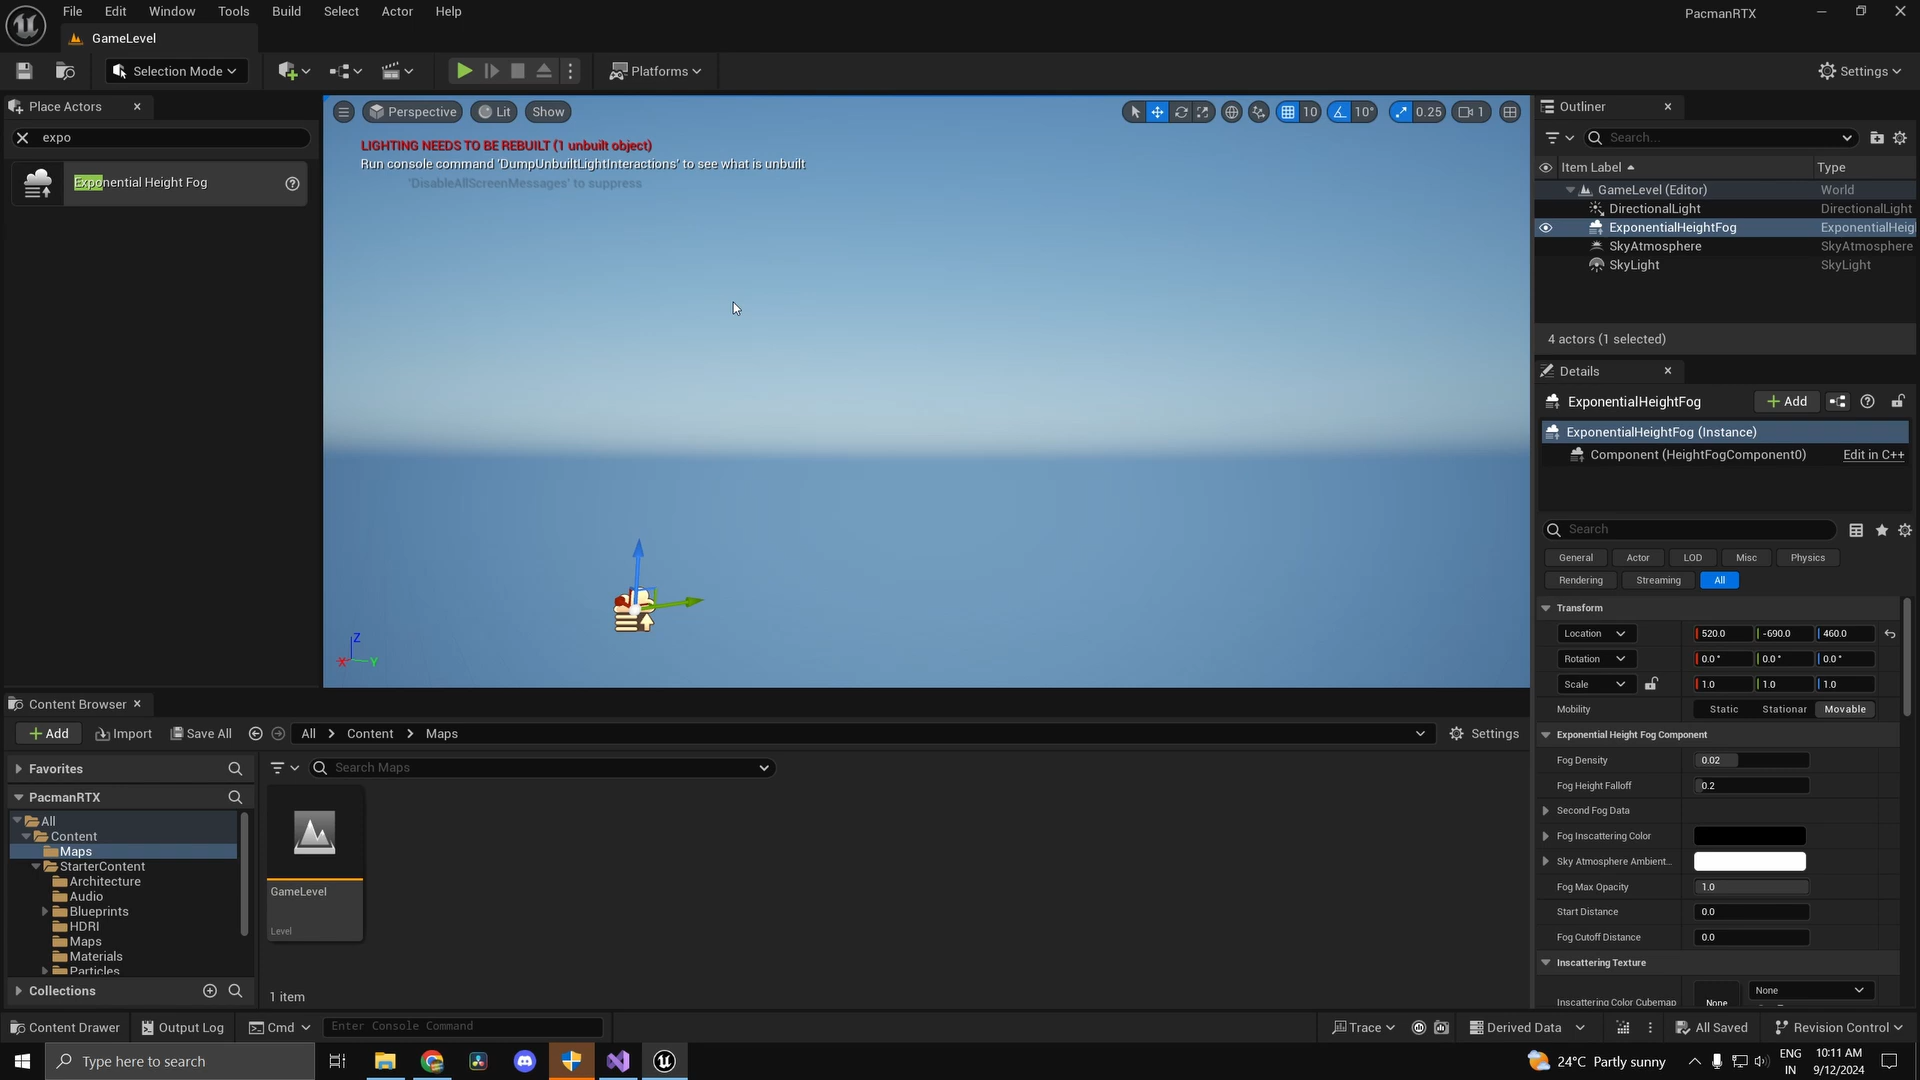 File Edit Window Tools Build Select Actor Help
PacmanRTX
GameLevel
Selection Mode
Platforms
Settings
Place Actors
expo
Exponential Height Fog
Perspective Lit Show
10 10° 0.25 1
LIGHTING NEEDS TO BE REBUILT (1 unbuilt object)
Run console command 'DumpUnbuiltLightInteractions' to see what is unbuilt
'DisableAllScreenMessages' to suppress
Z
X Y
Outliner
Search...
Item Label Type
GameLevel (Editor) World
DirectionalLight DirectionalLight
ExponentialHeightFog ExponentialHeig
SkyAtmosphere SkyAtmosphere
SkyLight SkyLight
4 actors (1 selected)
Details
ExponentialHeightFog Add
ExponentialHeightFog (Instance)
Component (HeightFogComponent0) Edit in C++
Search
General Actor LOD Misc Physics
Rendering Streaming All
Transform
Location 520.0 -690.0 460.0
Rotation 0.0° 0.0° 0.0°
Scale 1.0 1.0 1.0
Mobility Static Stationar Movable
Exponential Height Fog Component
Fog Density 0.02
Fog Height Falloff 0.2
Second Fog Data
Fog Inscattering Color
Sky Atmosphere Ambient...
Fog Max Opacity 1.0
Start Distance 0.0
Fog Cutoff Distance 0.0
Inscattering Texture
Inscattering Color Cubemap None None
Content Browser
Add Import Save All All Content Maps Settings
Favorites
PacmanRTX
All
Content
Maps
StarterContent
Architecture
Audio
Blueprints
HDRI
Maps
Materials
Particles
Collections
Search Maps
GameLevel
Level
1 item
Content Drawer Output Log Cmd Enter Console Command Trace Derived Data All Saved Revision Control
Type here to search
24°C Partly sunny
ENG
IN
10:11 AM
9/12/2024